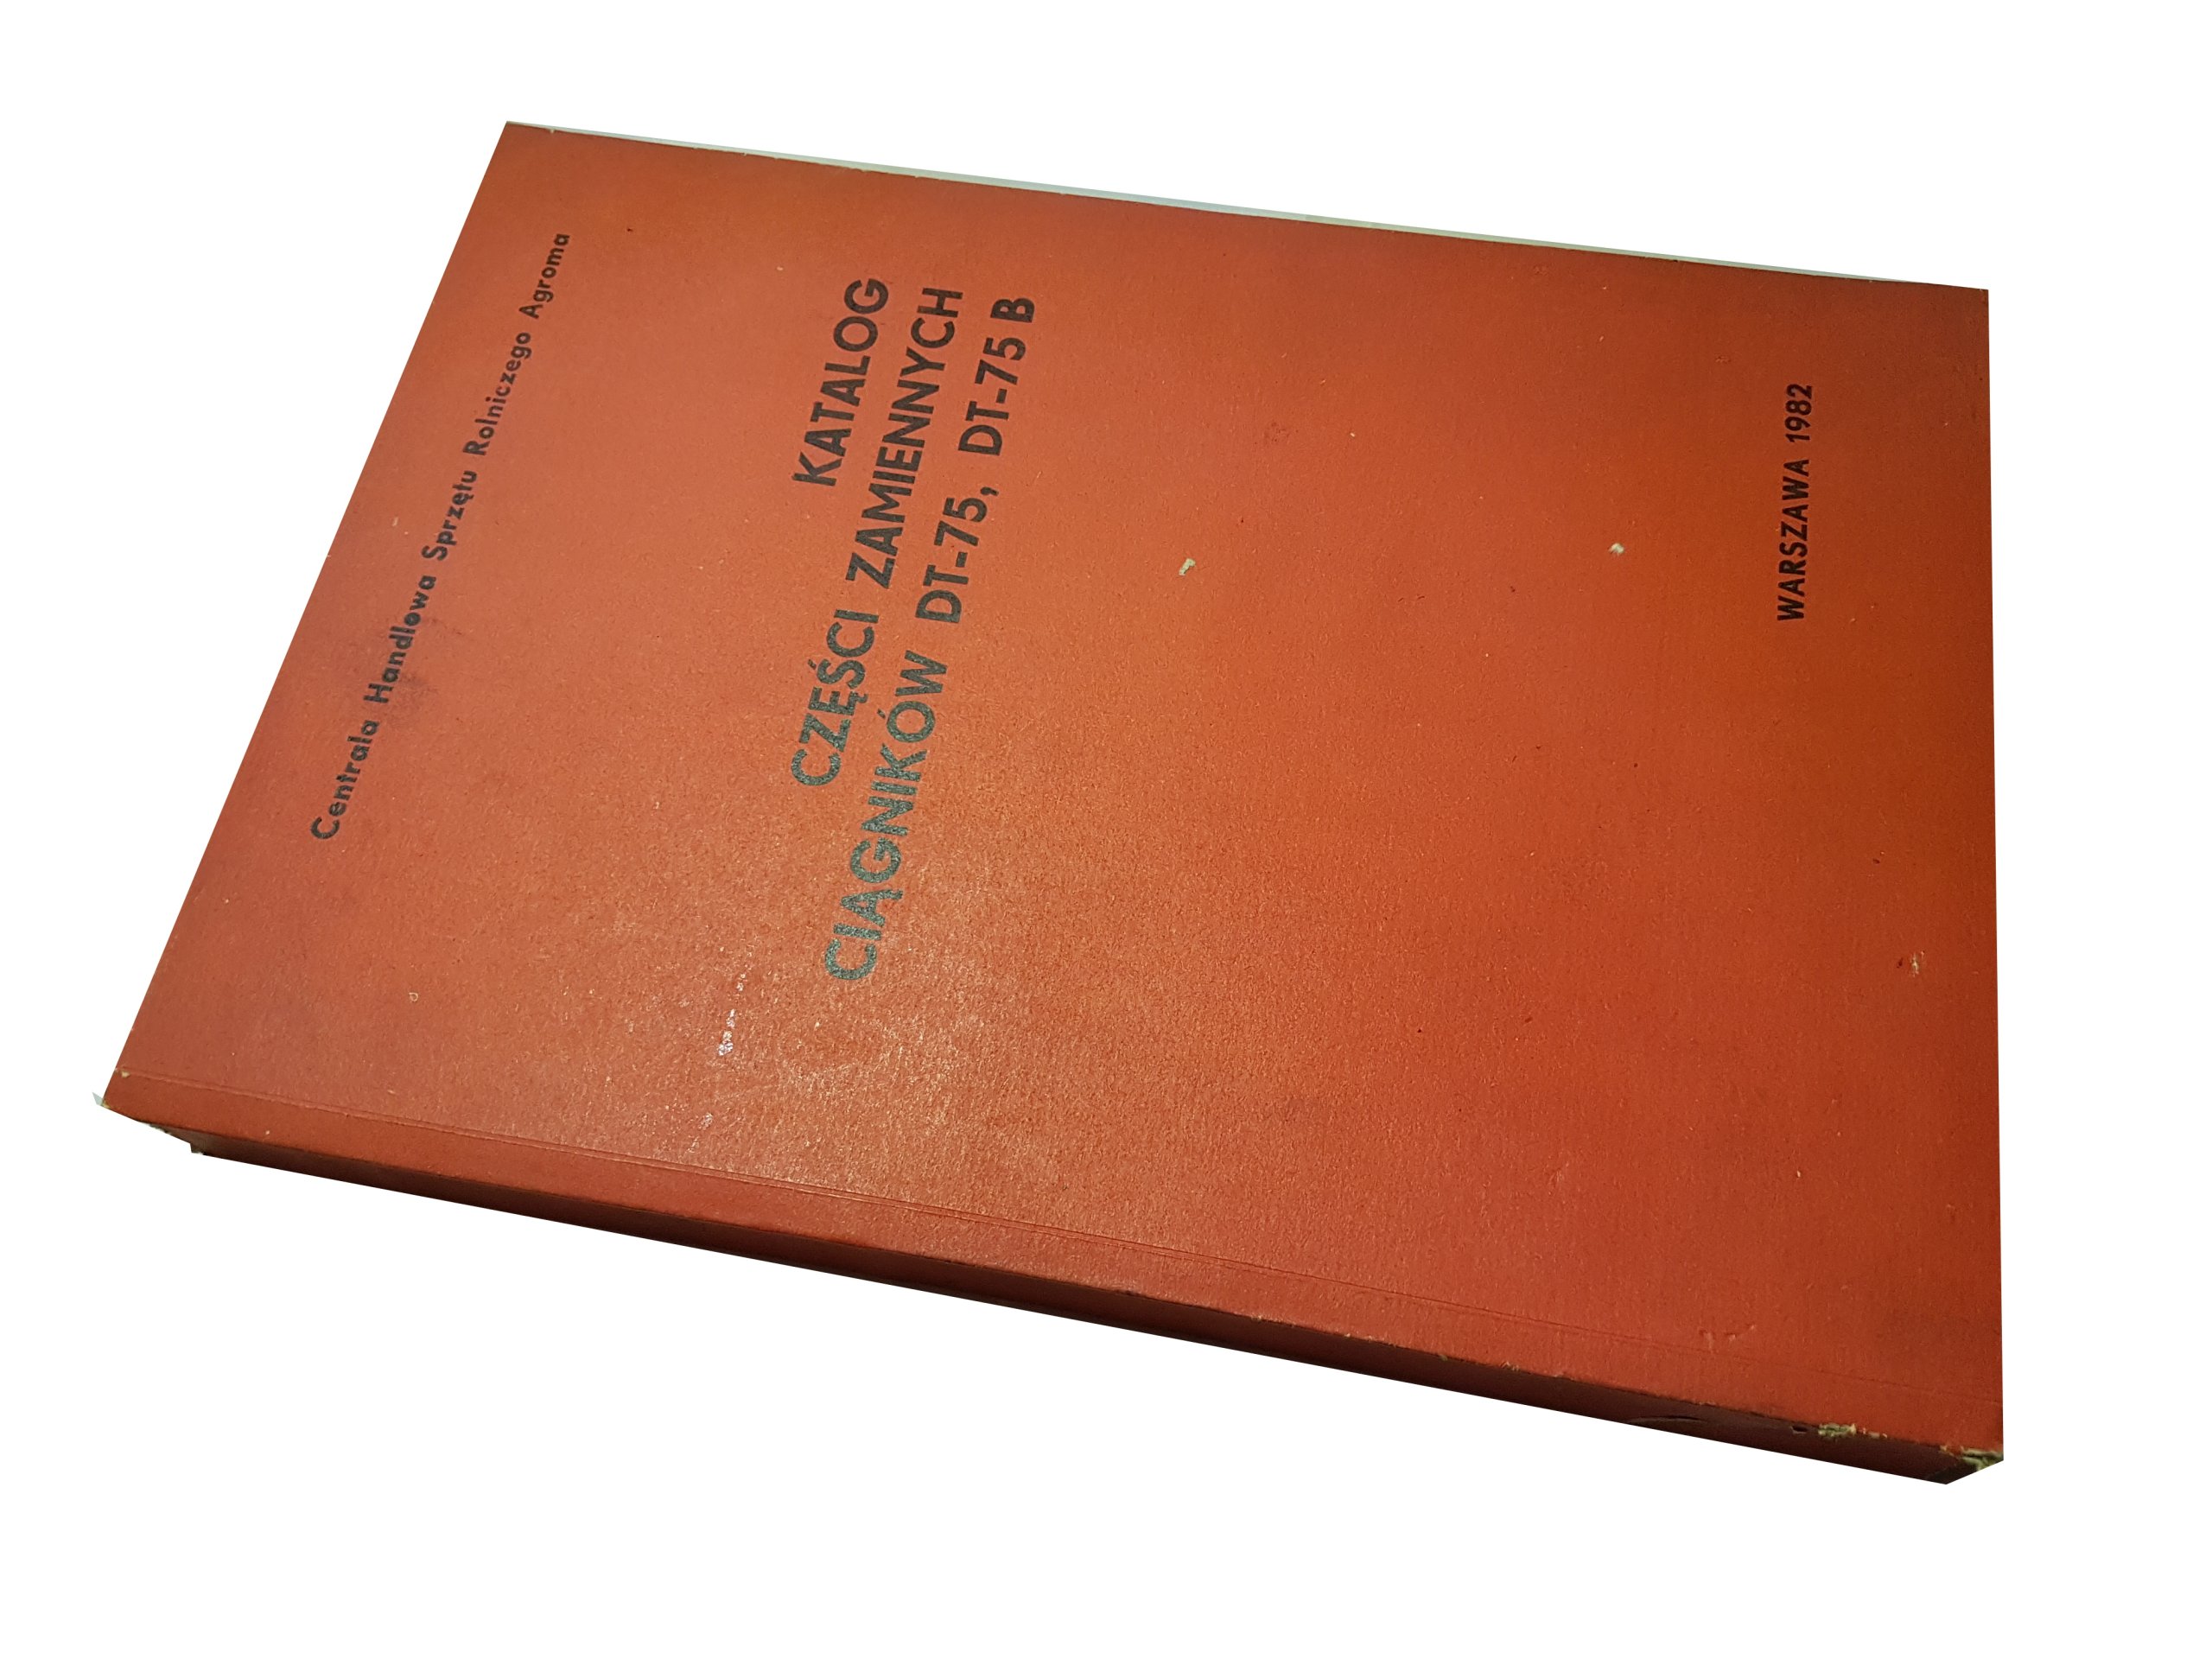 Centrala Handlowa Sprzętu Rolniczego Agroma
KATALOG
CZĘŚCI ZAMIENNYCH
CIĄGNIKÓW DT-75, DT-75 B
WARSZAWA 1982